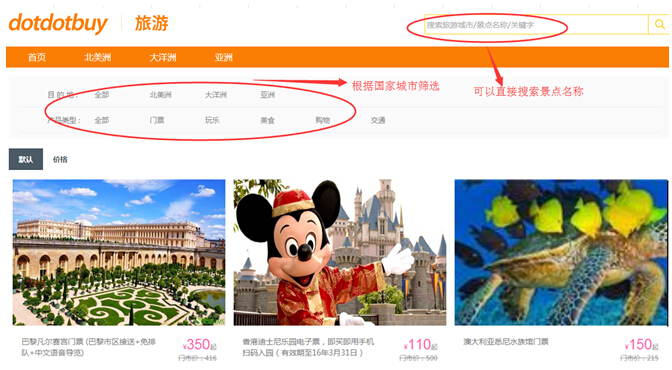 dotdotbuy 旅游
搜索旅游城市/景点名称/关键字
首页 北美洲 大洋洲 亚洲
根据国家城市筛选
可以直接搜索景点名称
目的地： 全部 北美洲 大洋洲 亚洲
产品类型： 全部 门票 玩乐 美食 购物 交通
默认 价格
巴黎凡尔赛宫门票 (巴黎市区接送+免排
队+中文语音导览)
¥350起
门市价：416
香港迪士尼乐园电子票，即买即用手机
扫码入园（有效期至16年3月31日）
¥110起
门市价：500
澳大利亚悉尼水族馆门票
¥150起
门市价：215